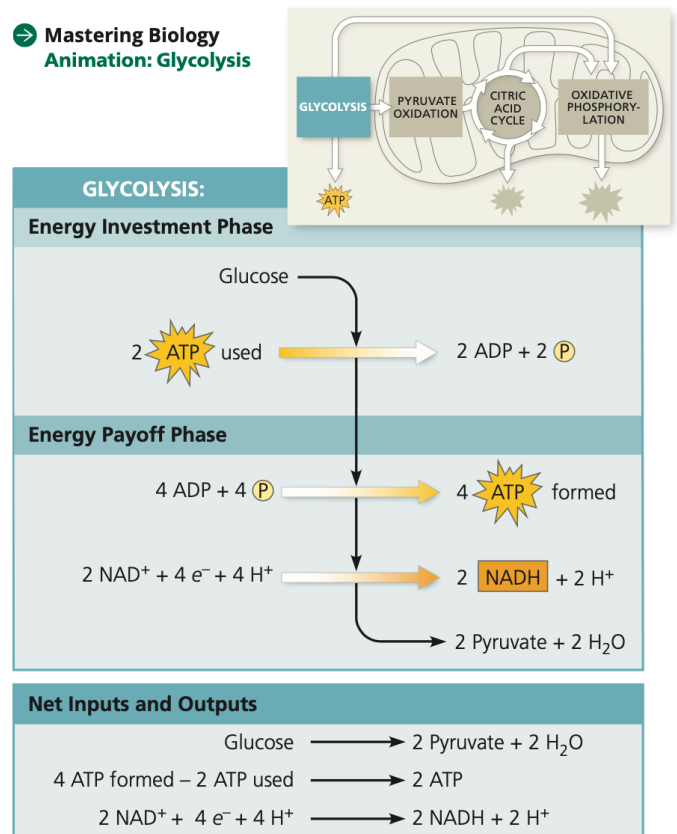 Mastering Biology
Animation: Glycolysis
GLYCOLYSIS
PYRUVATE
OXIDATION
CITRIC
ACID
CYCLE
OXIDATIVE
PHOSPHORY-
LATION
ATP
GLYCOLYSIS:
Energy Investment Phase
Glucose
2 ATP used
2 ADP + 2 P
Energy Payoff Phase
4 ADP + 4 P
4 ATP formed
2 NAD⁺ + 4 e⁻ + 4 H⁺
2 NADH + 2 H⁺
2 Pyruvate + 2 H₂O
Net Inputs and Outputs
Glucose → 2 Pyruvate + 2 H₂O
4 ATP formed – 2 ATP used → 2 ATP
2 NAD⁺ + 4 e⁻ + 4 H⁺ → 2 NADH + 2 H⁺